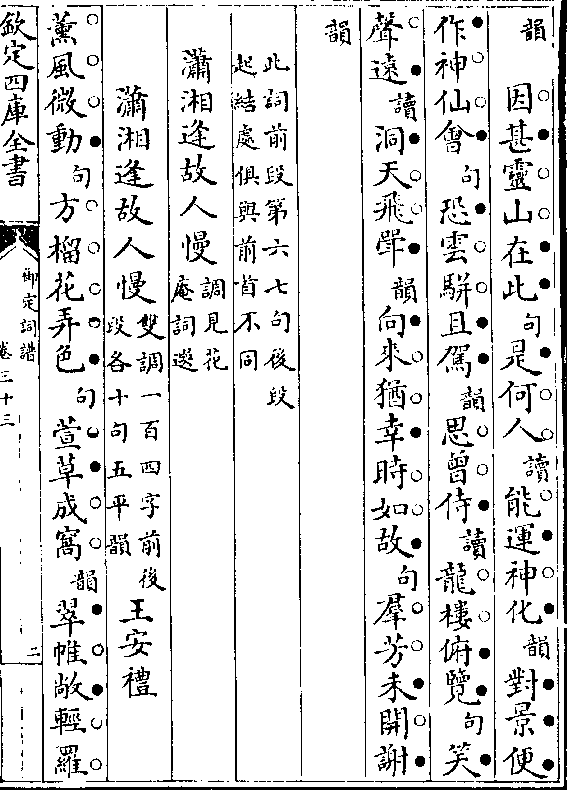 韻 因甚靈山在此句是何人讀能運神化韻對景便
作神仙會句恐雲駢且駕韻思曾侍讀龍樓俯覽句笑
聲遠讀洞天飛斝韻向來猶幸時如故句羣芳未開謝
韻
此詞前段第六七句後段
起結處俱與前首不同
瀟湘逢故人慢 調見花
庵詞選
瀟湘逢故人慢 雙調一百四字前後
段各十句五平韻 王安禮
薰風微動句方榴花弄色句萱草成窩韻翠帷敞輕羅
欽定四庫全書
御定詞譜
卷三十三
二